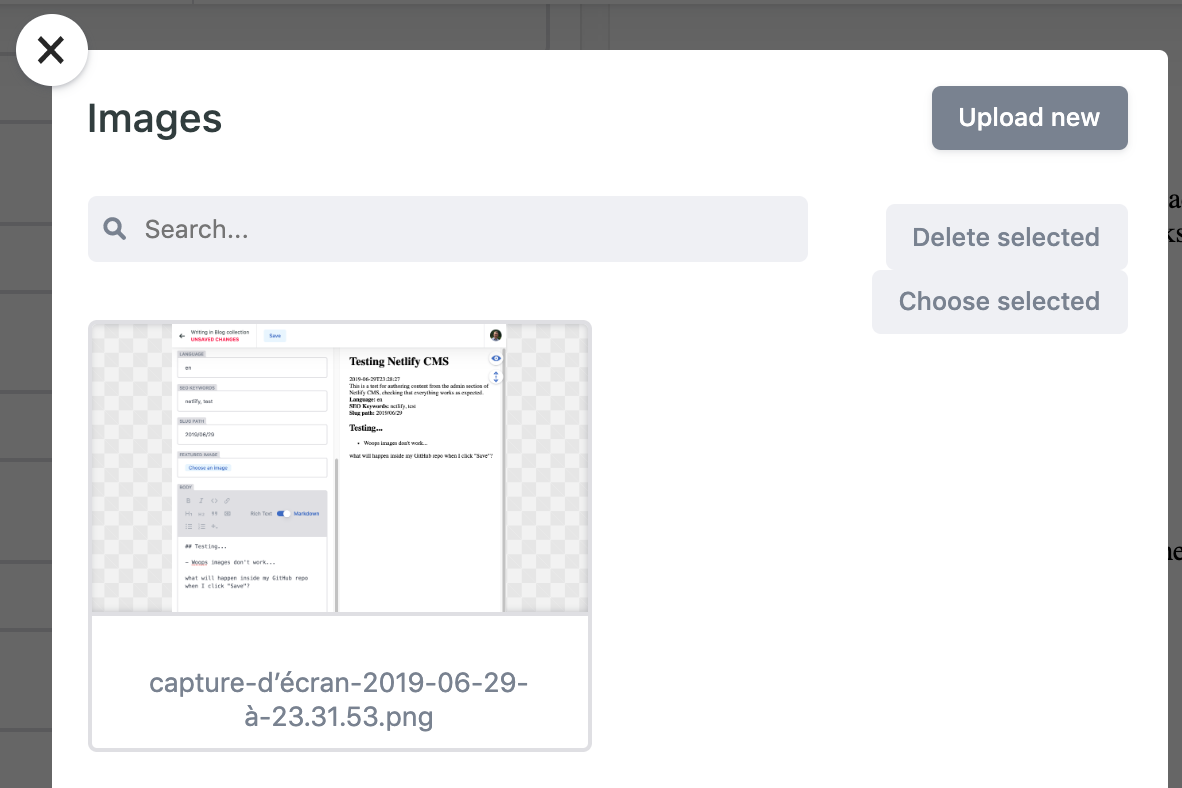 Images
Upload new
Search...
Delete selected
Choose selected
Writing in Blog collection
UNSAVED CHANGES
Save
LANGUAGE
en
SEO KEYWORDS
netlify, test
SLUG PATH
2019/06/29
FEATURED IMAGE
Choose an image
BODY
Rich Text
Markdown
## Testing...
- Woops images don't work...
what will happen inside my GitHub repo
when I click "Save"?
Testing Netlify CMS
2019-06-29T23:28:27
This is a test for authoring content from the admin section of
Netlify CMS, checking that everything works as expected.
Language: en
SEO Keywords: netlify, test
Slug path: 2019/06/29
Testing...
• Woops images don't work...
what will happen inside my GitHub repo when I click "Save"?
capture-d’écran-2019-06-29-
à-23.31.53.png